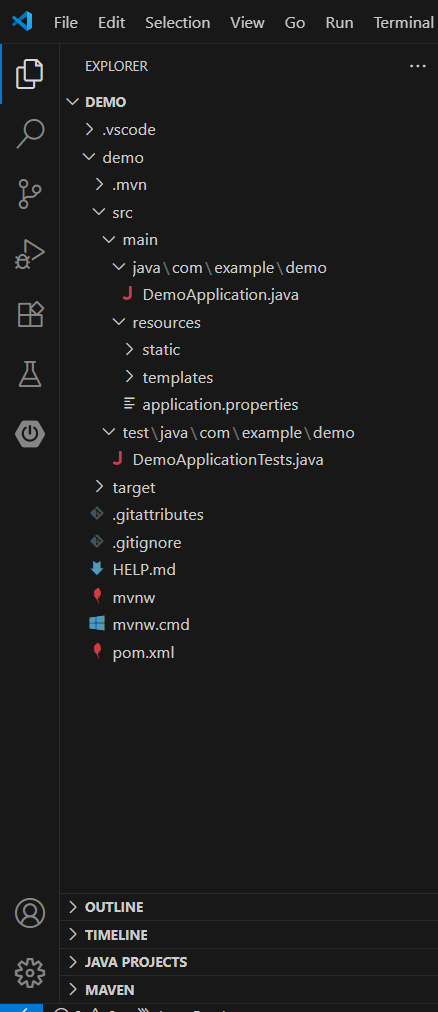 File Edit Selection View Go Run Terminal
EXPLORER
DEMO
.vscode
demo
.mvn
src
main
java\com\example\demo
DemoApplication.java
resources
static
templates
application.properties
test\java\com\example\demo
DemoApplicationTests.java
target
.gitattributes
.gitignore
HELP.md
mvnw
mvnw.cmd
pom.xml
OUTLINE
TIMELINE
JAVA PROJECTS
MAVEN